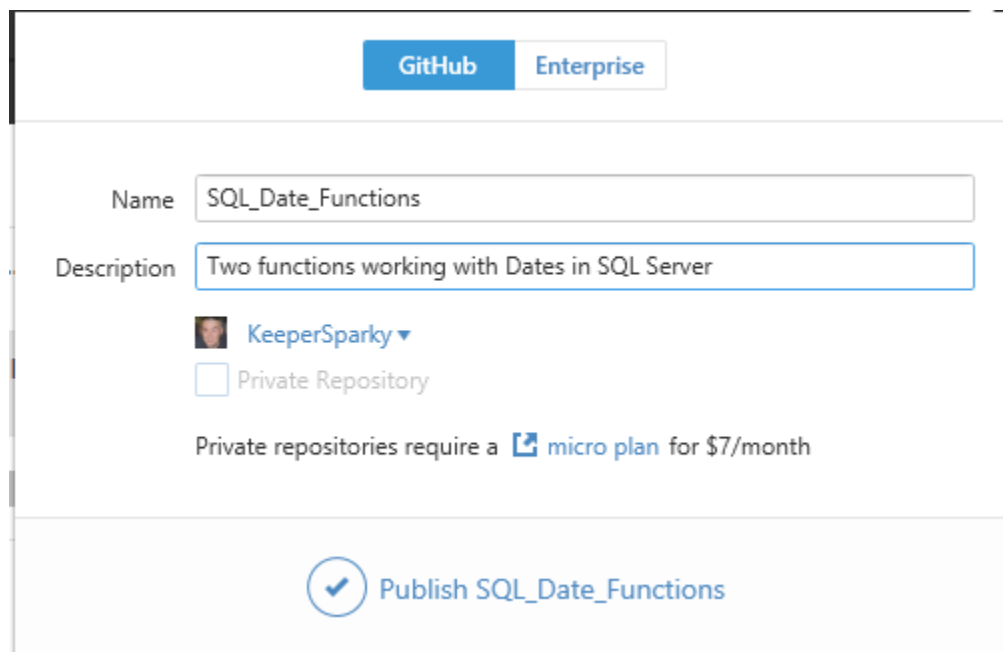 GitHub Enterprise
Name SQL_Date_Functions
Description Two functions working with Dates in SQL Server
KeeperSparky
Private Repository
Private repositories require a micro plan for $7/month
Publish SQL_Date_Functions